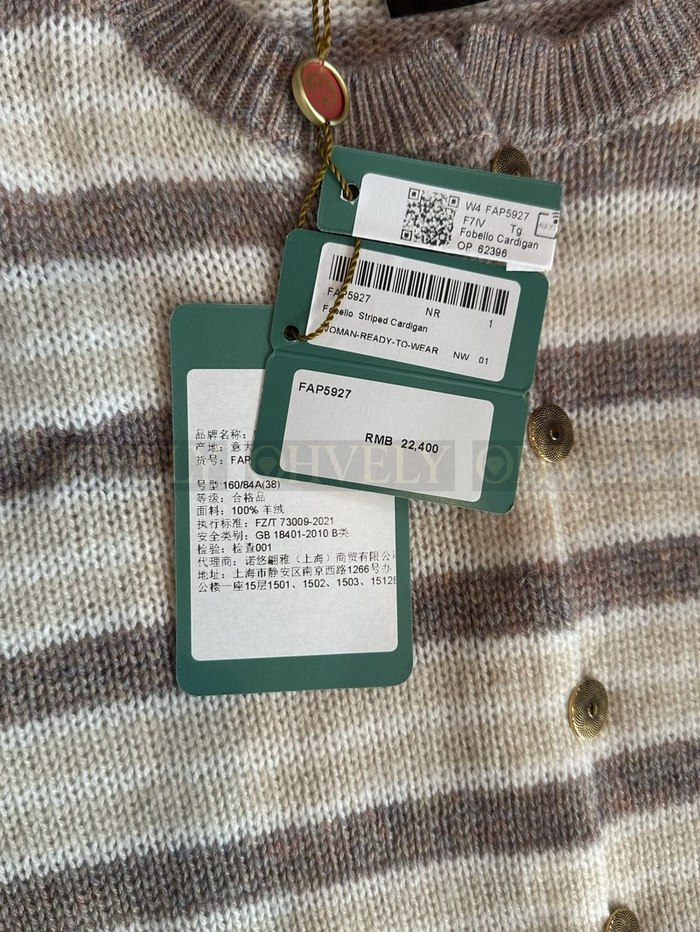 W4 FAP5927
F7IV Tg
Fobello Cardigan
OP 62396
FAP5927 NR 1
Fobello Striped Cardigan
WOMAN-READY-TO-WEAR NW 01
FAP5927
RMB 22,400
品牌名称:
产地: 意大
货号: FAP
号型:160/84A(38)
等级: 合格品
面料: 100% 羊绒
执行标准: FZ/T 73009-2021
安全类别: GB 18401-2010 B类
检验: 检查001
代理商: 诺悠翩雅（上海）商贸有限公
地址: 上海市静安区南京西路1266号办
公楼一座15层1501、1502、1503、1512
OHVELY